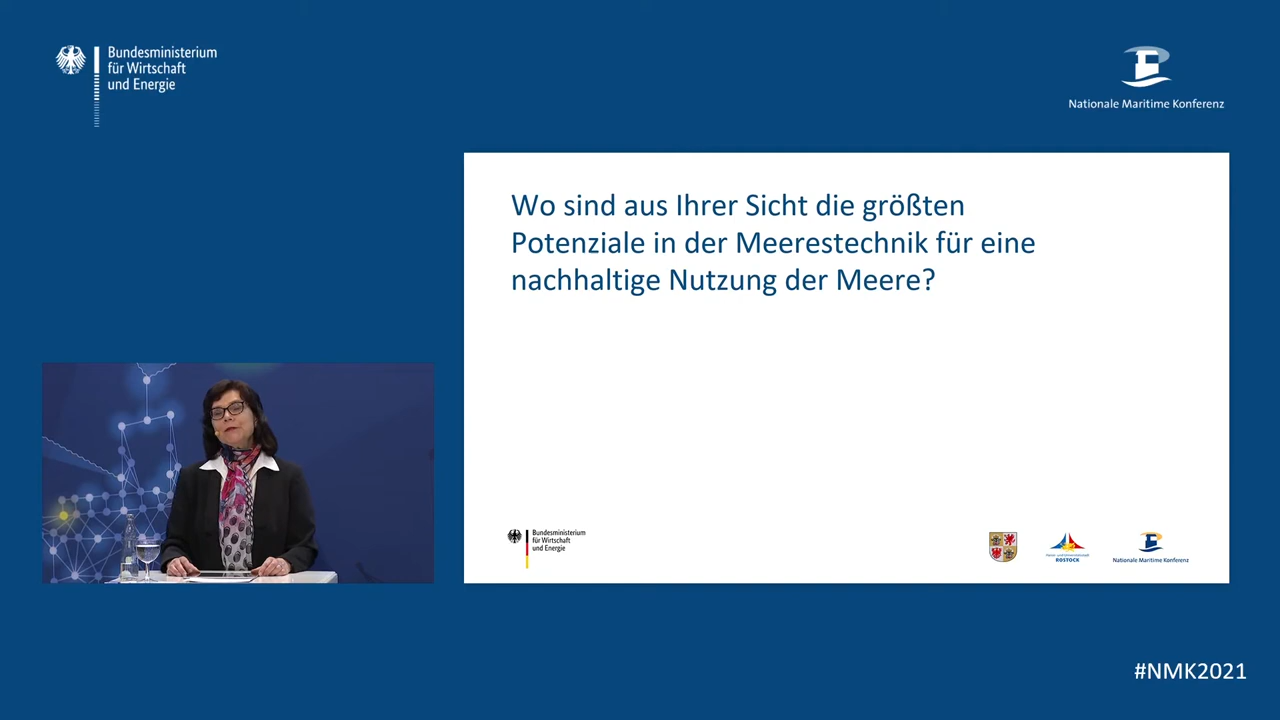 Bundesministerium
für Wirtschaft
und Energie
Nationale Maritime Konferenz
Wo sind aus Ihrer Sicht die größten
Potenziale in der Meerestechnik für eine
nachhaltige Nutzung der Meere?
Bundesministerium
für Wirtschaft
und Energie
ROSTOCK
Nationale Maritime Konferenz
#NMK2021